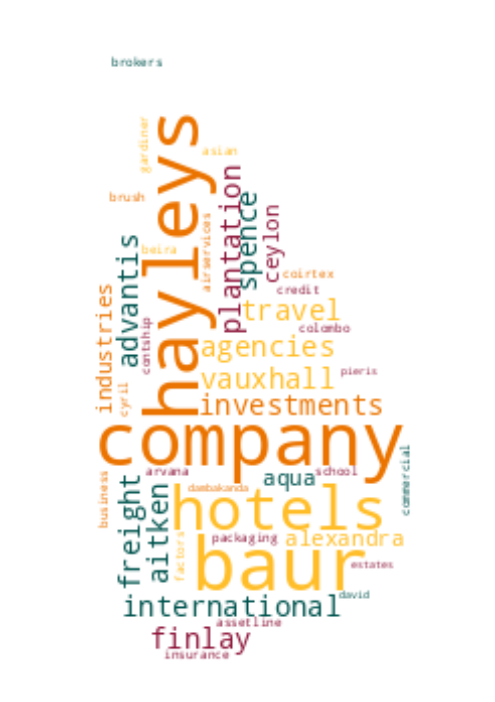 brokers
gardiner
hayleys
asian
plantation
brush
spence
ceylon
airservices
advantis
beira
coirtex
industries
credit
travel
contship
colombo
agencies
vauxhall
pieris
cyril
investments
company
commercial
business
arvana
school
aqua
freight
aitken
dambakanda
hotels
factors
packaging
alexandra
baur
estates
david
international
assetline
finlay
insurance